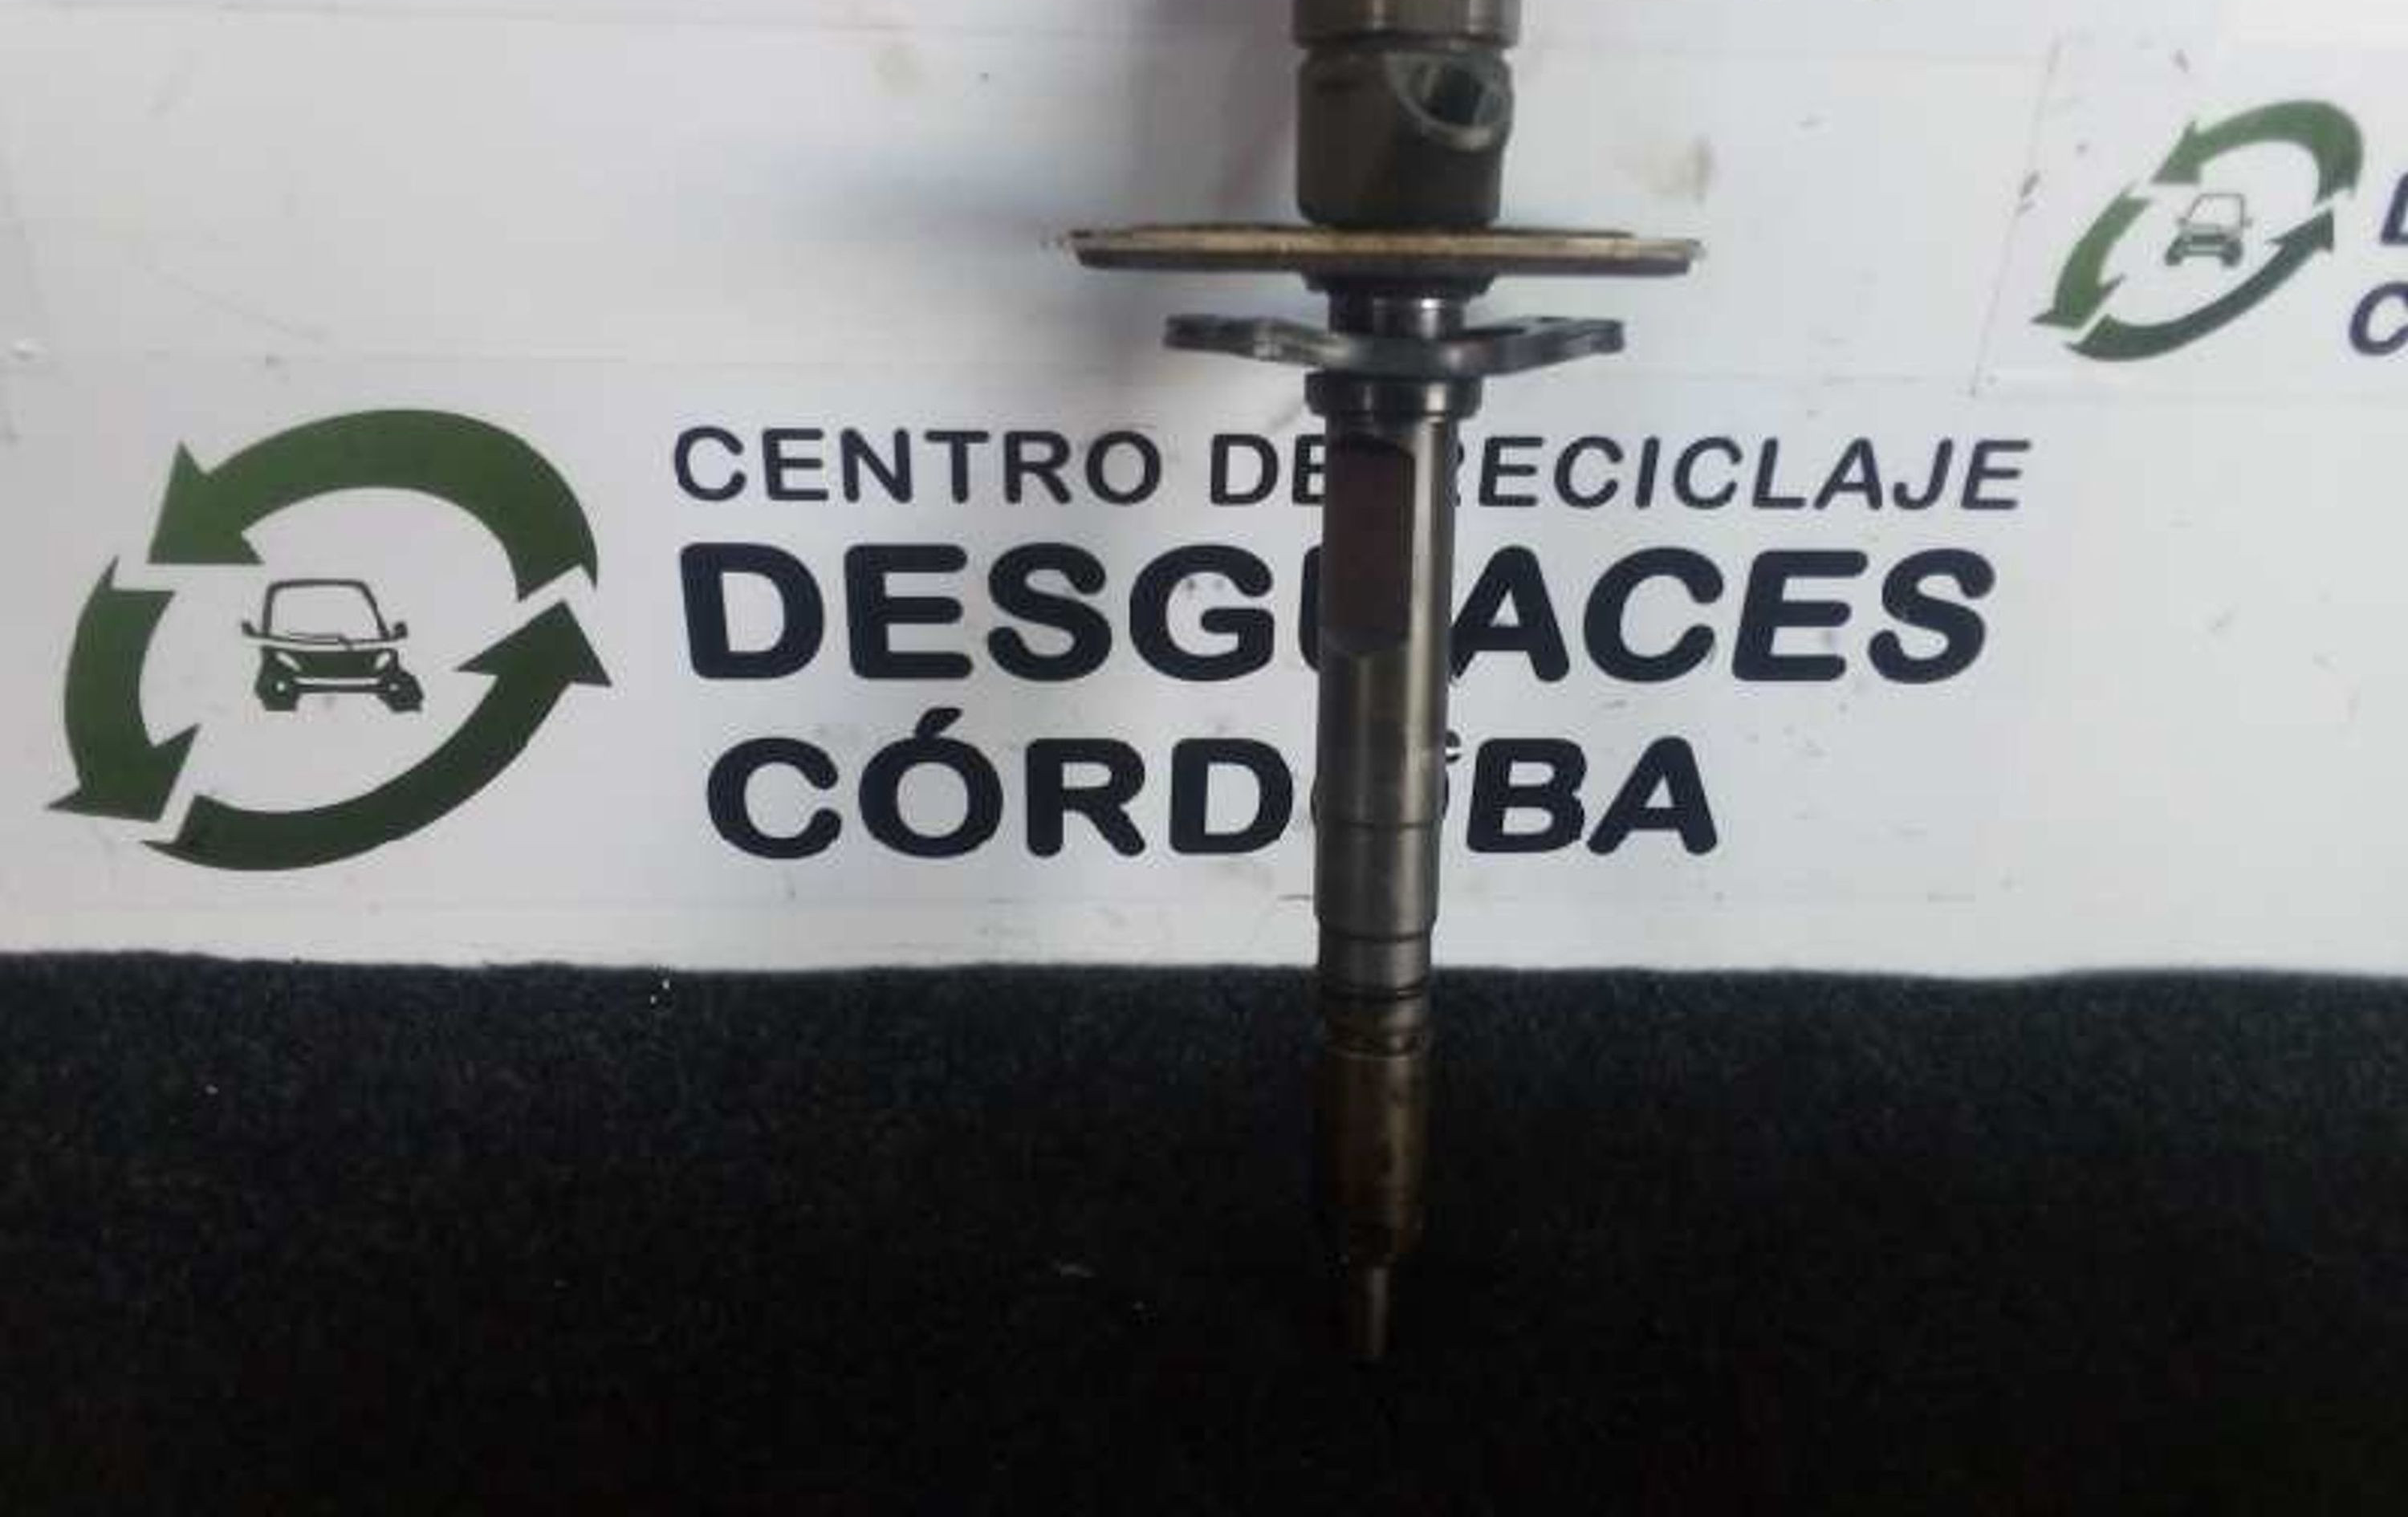 CENTRO DE RECICLAJE
DESGUACES
CÓRDOBA